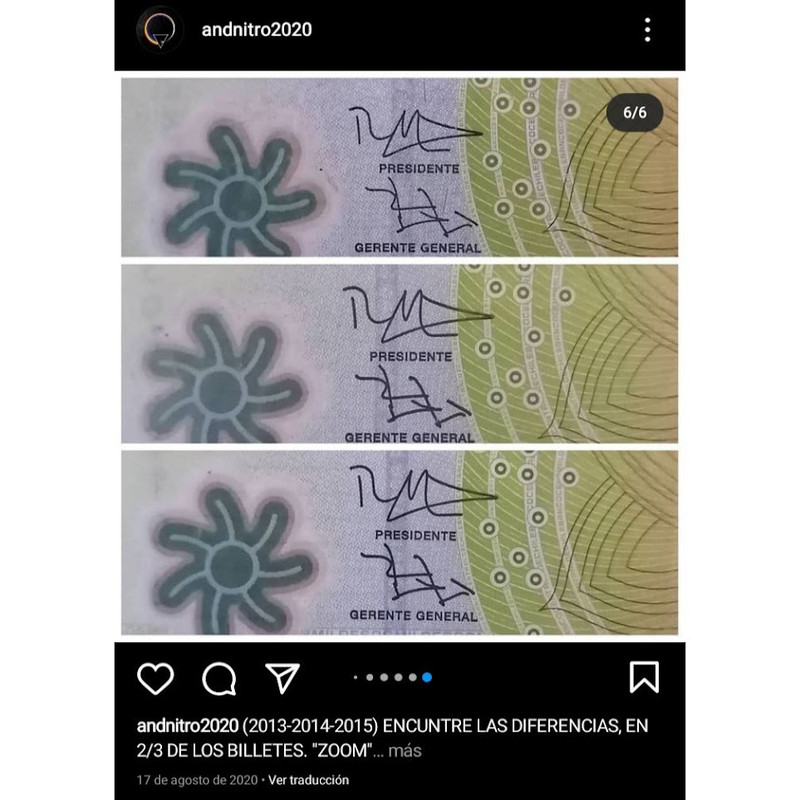 andnitro2020
6/6
PRESIDENTE
GERENTE GENERAL
PRESIDENTE
GERENTE GENERAL
PRESIDENTE
GERENTE GENERAL
andnitro2020 (2013-2014-2015) ENCUNTRE LAS DIFERENCIAS, EN
2/3 DE LOS BILLETES. "ZOOM"... más
17 de agosto de 2020 • Ver traducción